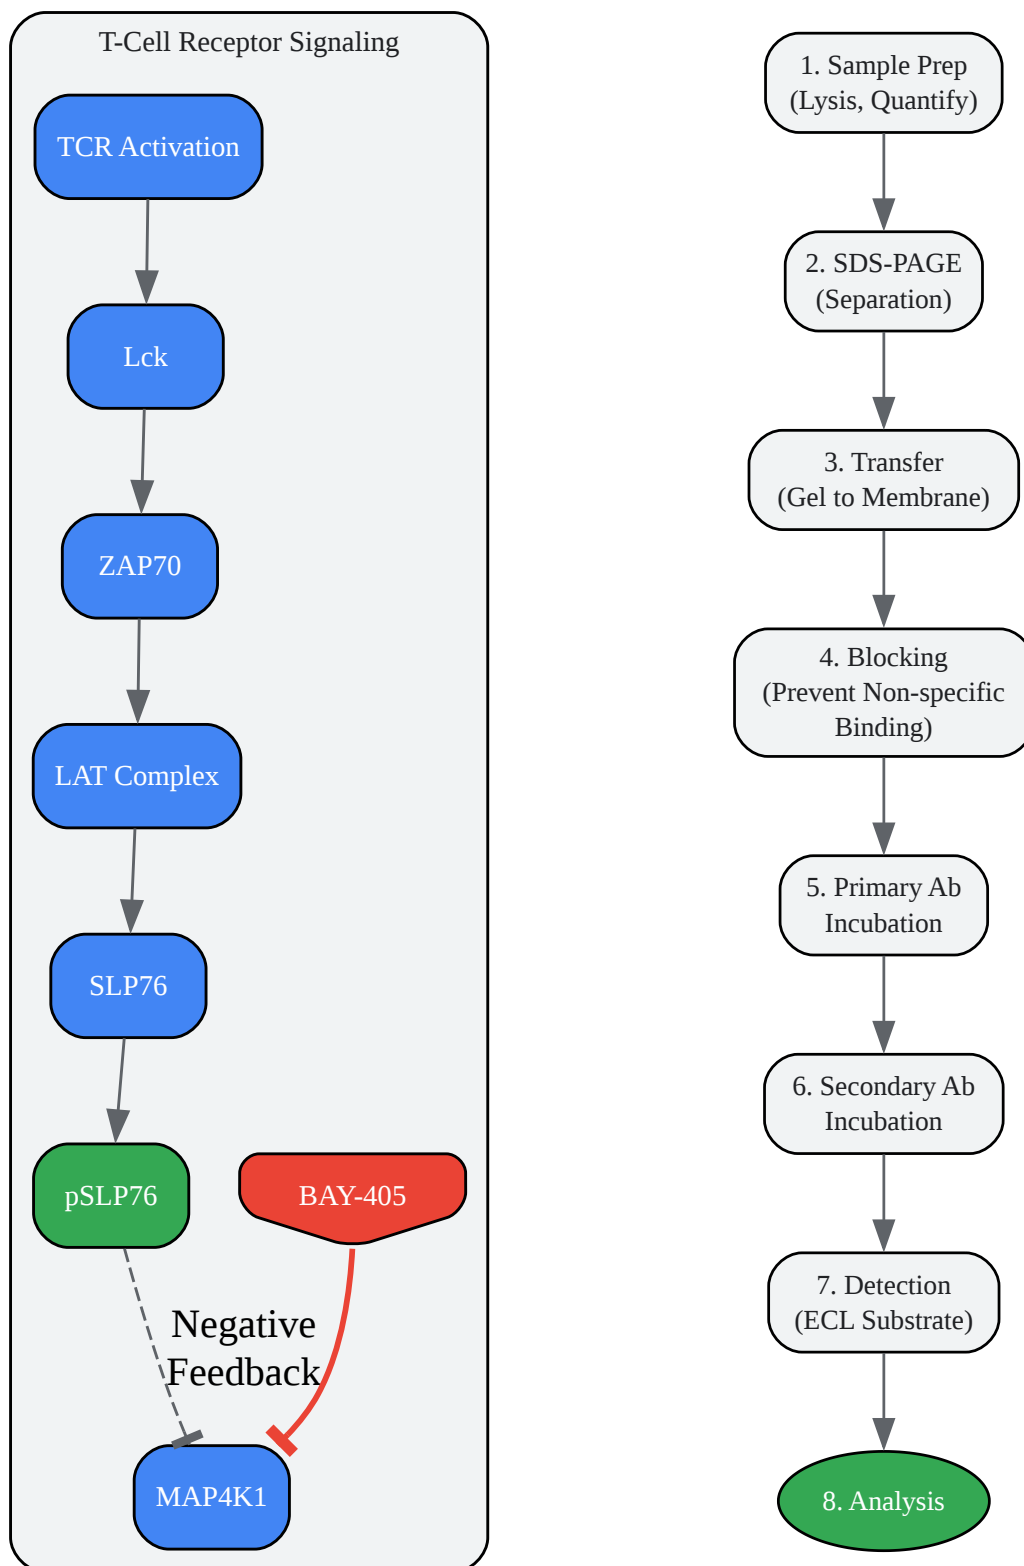 T-Cell Receptor Signaling
TCR Activation
Lck
ZAP70
LAT Complex
SLP76
pSLP76
BAY-405
Negative
Feedback
MAP4K1
1. Sample Prep
(Lysis, Quantify)
2. SDS-PAGE
(Separation)
3. Transfer
(Gel to Membrane)
4. Blocking
(Prevent Non-specific
Binding)
5. Primary Ab
Incubation
6. Secondary Ab
Incubation
7. Detection
(ECL Substrate)
8. Analysis